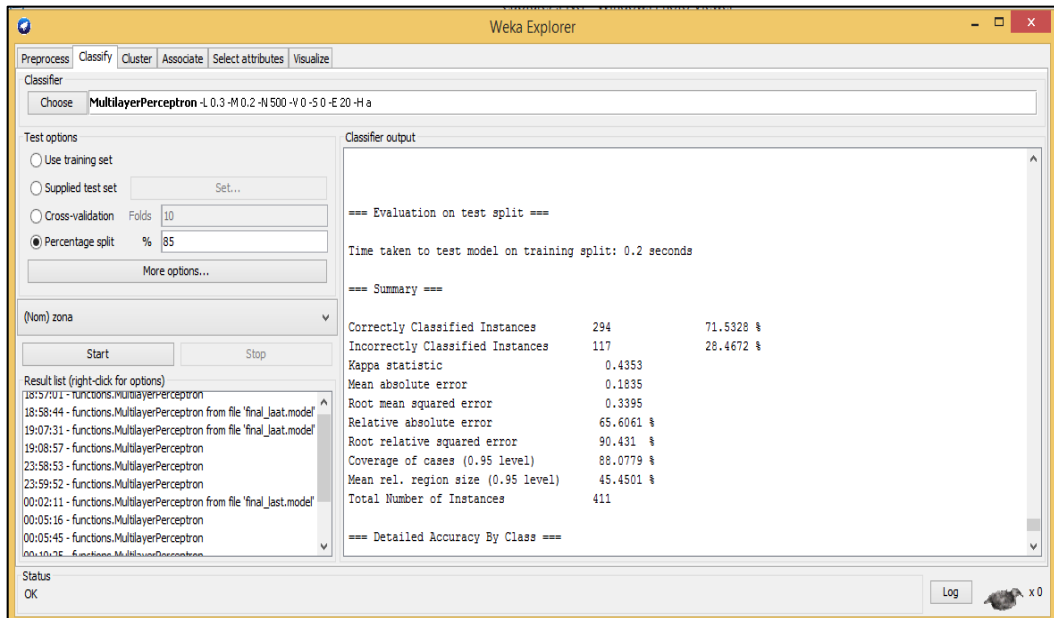 Weka Explorer
Preprocess Classify Cluster Associate Select attributes Visualize
Classifier
Choose MultilayerPerceptron -L 0.3 -M 0.2 -N 500 -V 0 -S 0 -E 20 -H a
Test options
Use training set
Supplied test set Set...
Cross-validation Folds 10
Percentage split % 85
More options...
(Nom) zona
Start Stop
Result list (right-click for options)
18:57:01 - functions.MultilayerPerceptron
18:58:44 - functions.MultilayerPerceptron from file 'final_laat.model'
19:07:31 - functions.MultilayerPerceptron from file 'final_laat.model'
19:08:57 - functions.MultilayerPerceptron
23:58:53 - functions.MultilayerPerceptron
23:59:52 - functions.MultilayerPerceptron
00:02:11 - functions.MultilayerPerceptron from file 'final_last.model'
00:05:16 - functions.MultilayerPerceptron
00:05:45 - functions.MultilayerPerceptron
Classifier output
=== Evaluation on test split ===
Time taken to test model on training split: 0.2 seconds
=== Summary ===
Correctly Classified Instances 294 71.5328 %
Incorrectly Classified Instances 117 28.4672 %
Kappa statistic 0.4353
Mean absolute error 0.1835
Root mean squared error 0.3395
Relative absolute error 65.6061 %
Root relative squared error 90.431 %
Coverage of cases (0.95 level) 88.0779 %
Mean rel. region size (0.95 level) 45.4501 %
Total Number of Instances 411
=== Detailed Accuracy By Class ===
Status
OK
Log x 0